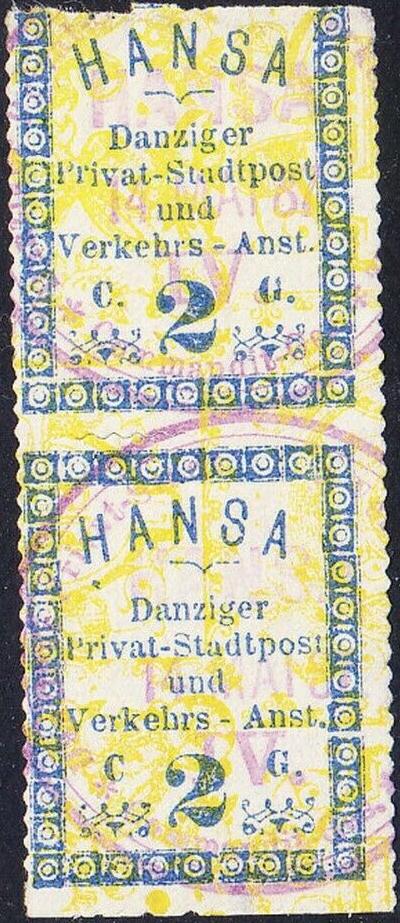 HANSA
Danziger
Privat-Stadtpost
und
Verkehrs - Anst.
C. 2 G.
HANSA
Danziger
Privat-Stadtpost
und
Verkehrs - Anst.
C 2 G.